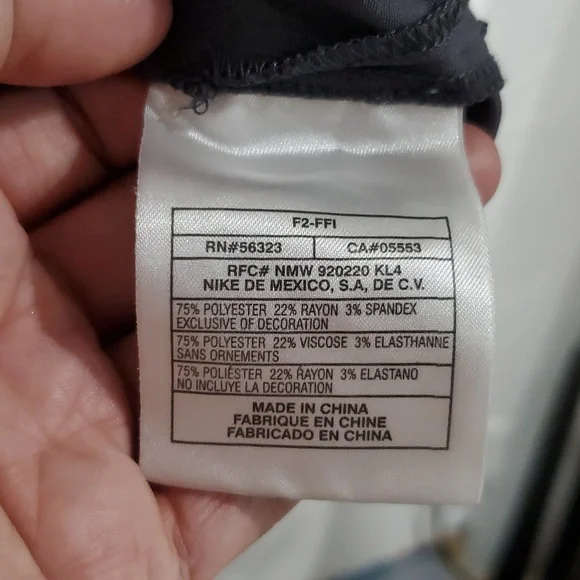 F2-FFI
RN#56323 CA#05553
RFC# NMW 920220 KL4
NIKE DE MEXICO, S.A, DE C.V.
75% POLYESTER 22% RAYON 3% SPANDEX
EXCLUSIVE OF DECORATION
75% POLYESTER 22% VISCOSE 3% ELASTHANNE
SANS ORNEMENTS
75% POLIÉSTER 22% RAYON 3% ELASTANO
NO INCLUYE LA DECORATION
MADE IN CHINA
FABRIQUE EN CHINE
FABRICADO EN CHINA